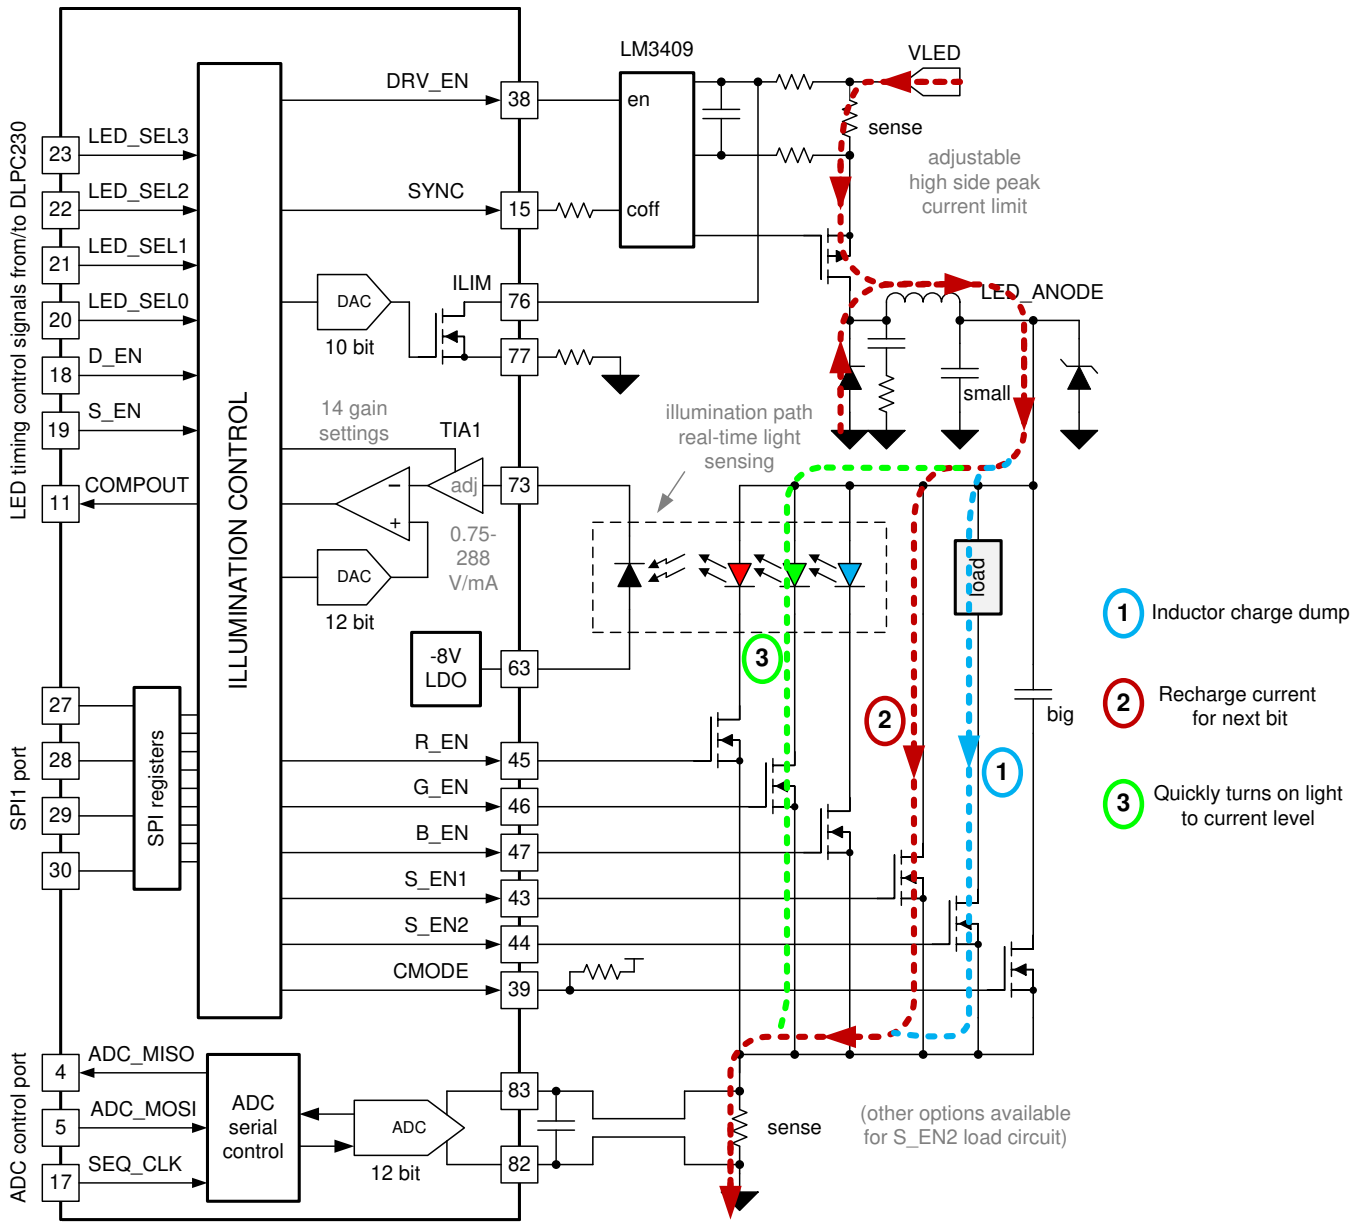 LM3409
VLED
DRV_EN
38
en
sense
LED timing control signals from/to DLPC230
23
LED_SEL3
adjustable
high side peak
current limit
22
LED_SEL2
SYNC
15
coff
21
LED_SEL1
ILIM
LED_ANODE
20
LED_SEL0
DAC
10 bit
76
77
18
D_EN
small
19
S_EN
14 gain
settings
TIA1
illumination path
real-time light
sensing
11
COMPOUT
ILLUMINATION CONTROL
−
+
adj
73
0.75-
288
V/mA
DAC
12 bit
load
1
Inductor charge dump
-8V
LDO
63
3
SPI1 port
27
28
29
30
SPI registers
2
big
2
Recharge current
for next bit
R_EN
45
1
G_EN
46
3
Quickly turns on light
to current level
B_EN
47
S_EN1
43
S_EN2
44
CMODE
39
ADC control port
4
ADC_MISO
5
ADC_MOSI
17
SEQ_CLK
ADC
serial
control
ADC
12 bit
83
82
sense
(other options available
for S_EN2 load circuit)